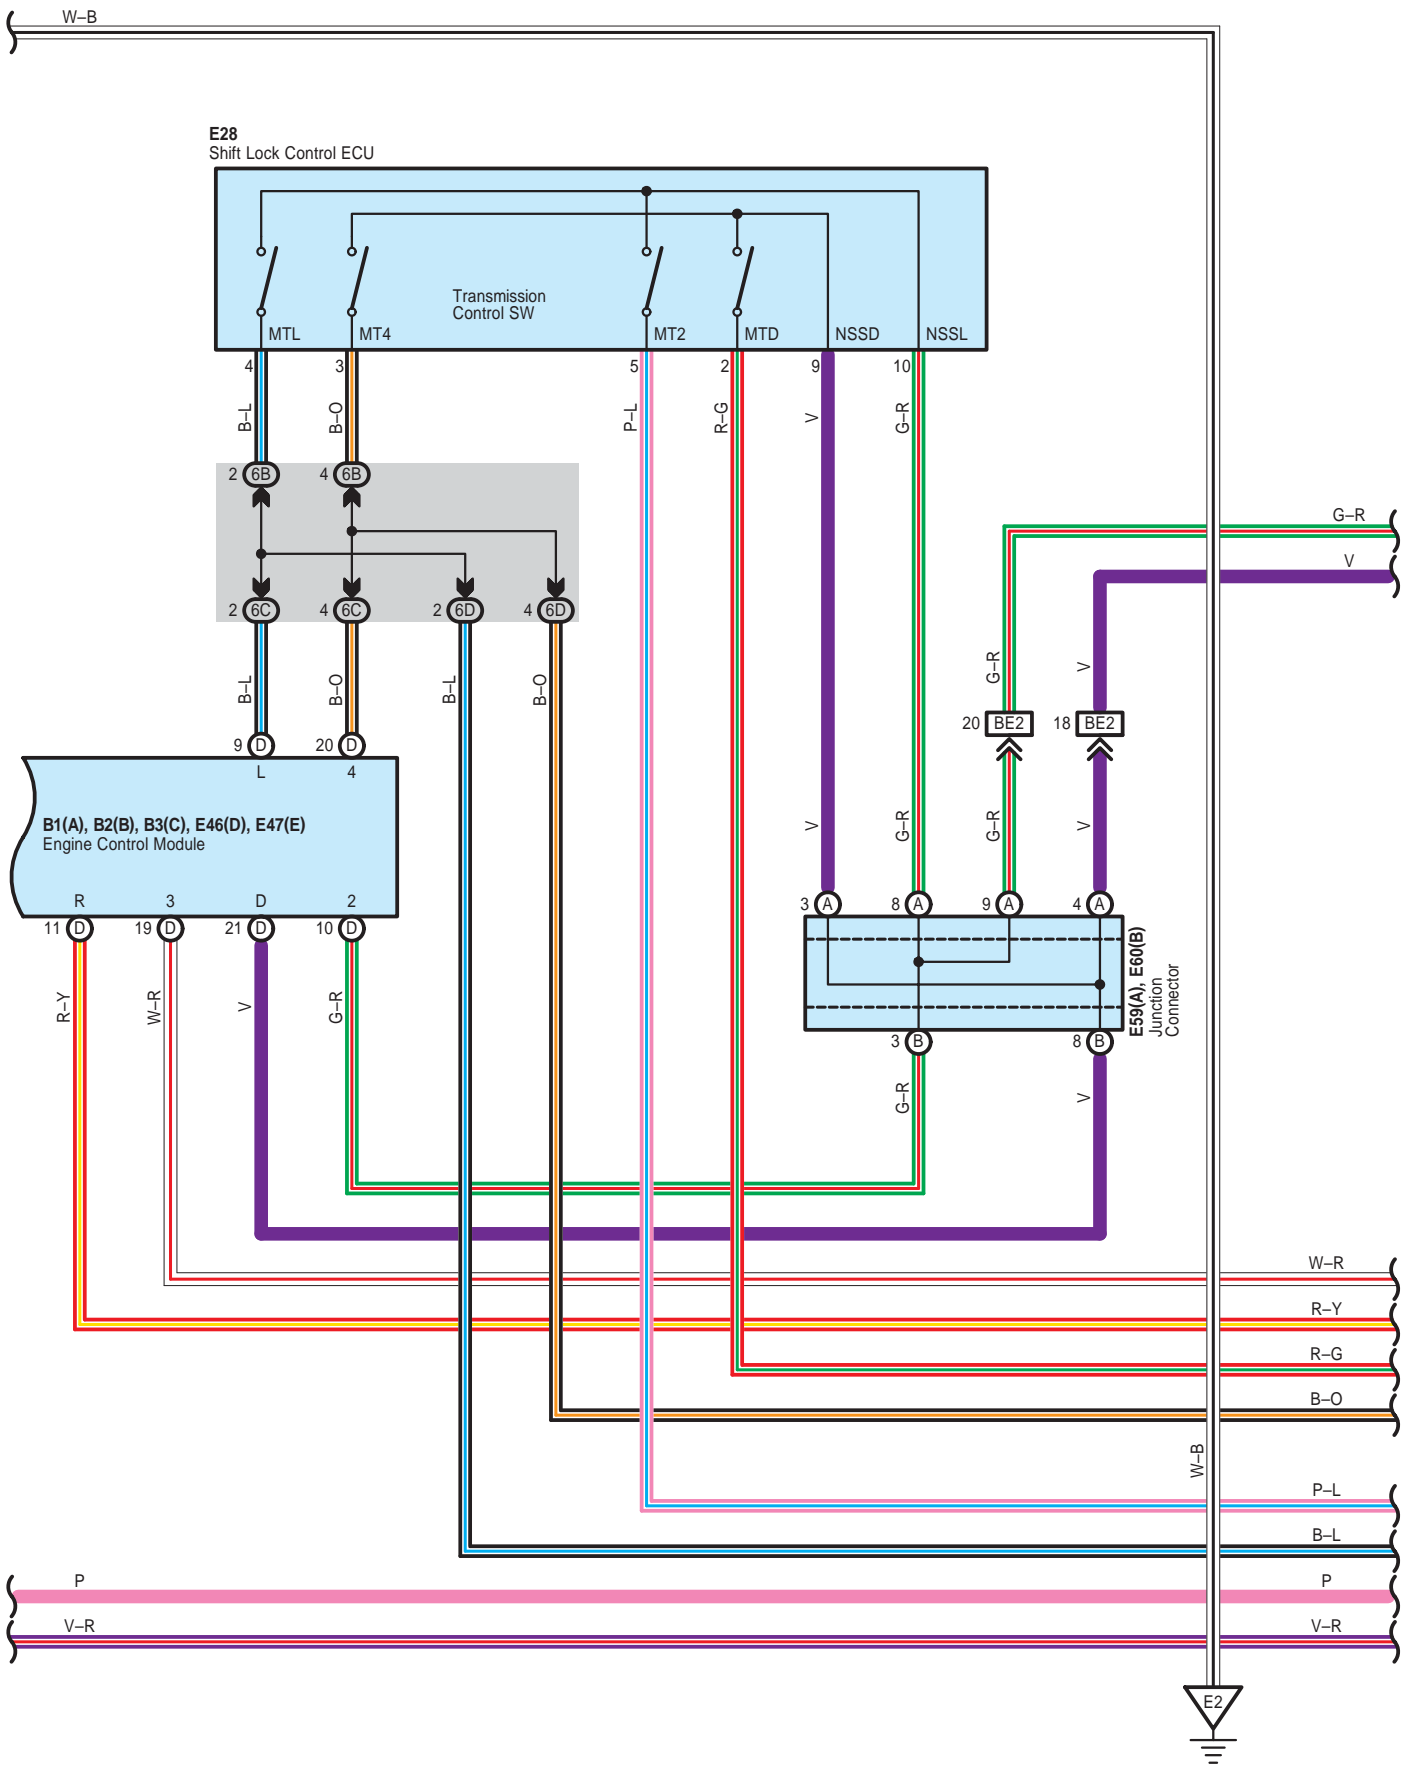 W–B
E28
Shift Lock Control ECU
Transmission
Control SW
MTL
MT4
MT2
MTD
NSSD
NSSL
4
3
5
2
9
10
B–L
B–O
P–L
R–G
V
G–R
2 6B
4 6B
G–R
V
2 6C
4 6C
2 6D
4 6D
B–L
B–O
B–L
B–O
G–R
V
20 BE2
18 BE2
9 D
20 D
L
4
B1(A), B2(B), B3(C), E46(D), E47(E)
Engine Control Module
V
G–R
G–R
V
R
3
D
2
11 D
19 D
21 D
10 D
3 A
8 A
9 A
4 A
E59(A), E60(B)
Junction
Connector
R–Y
W–R
V
G–R
3 B
8 B
G–R
V
W–R
R–Y
R–G
B–O
W–B
P–L
B–L
P
P
V–R
V–R
E2